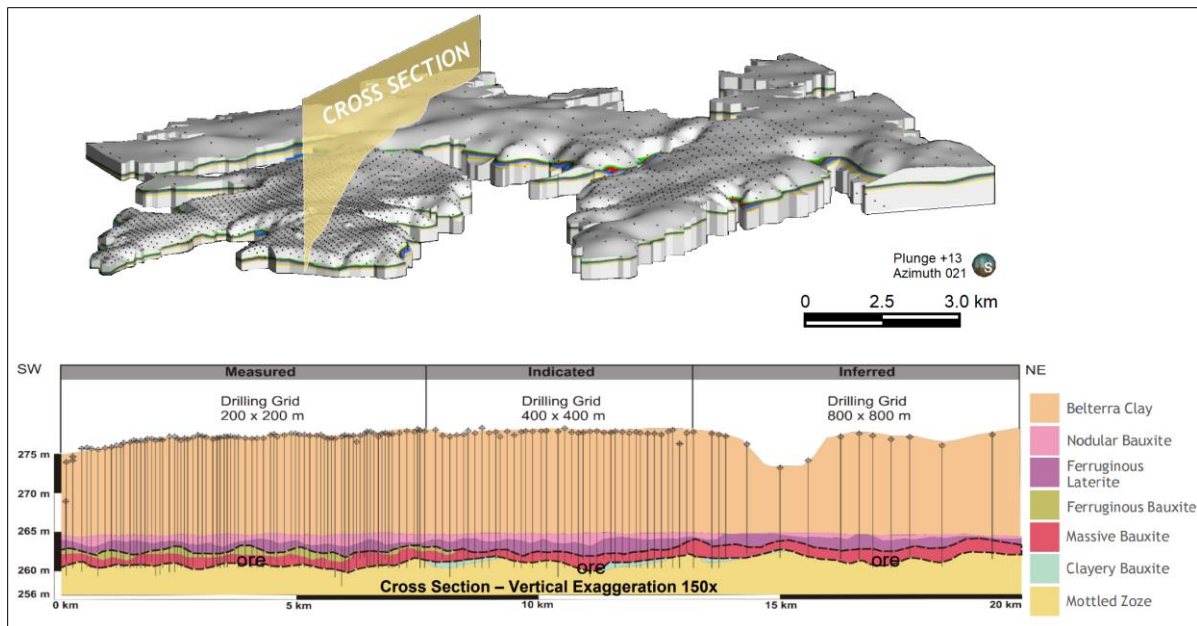 CROSS SECTION
Plunge +13
Azimuth 021
S
0 2.5 3.0 km
SW
Measured
Indicated
Inferred
NE
Drilling Grid
200 x 200 m
Drilling Grid
400 x 400 m
Drilling Grid
800 x 800 m
275 m
270 m
265 m
260 m
256 m
ore
ore
ore
Cross Section – Vertical Exaggeration 150x
0 km
5 km
10 km
15 km
20 km
Belterra Clay
Nodular Bauxite
Ferruginous
Laterite
Ferruginous Bauxite
Massive Bauxite
Clayery Bauxite
Mottled Zoze